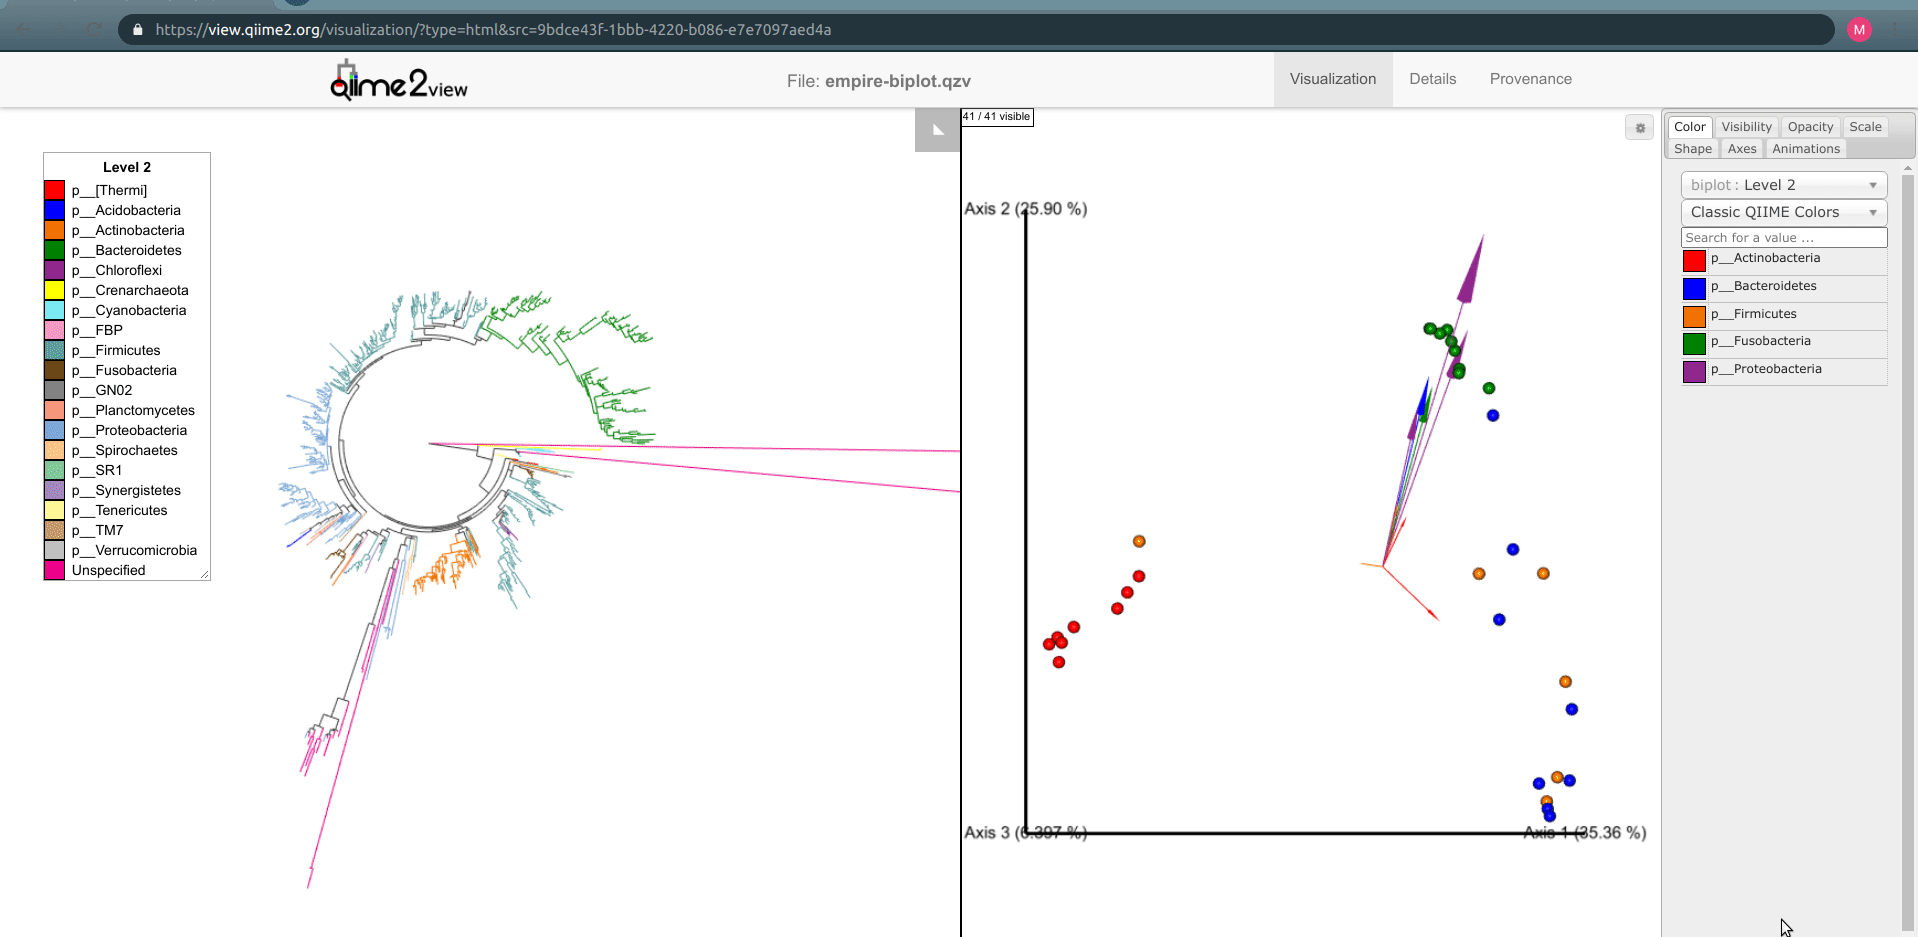 https://view.qiime2.org/visualization/?type=html&src=9bdce43f-1bbb-4220-b086-e7e7097aed4a
M
qiime2view
File: empire-biplot.qzv
Visualization
Details
Provenance
Level 2
p__[Thermi]
p__Acidobacteria
p__Actinobacteria
p__Bacteroidetes
p__Chloroflexi
p__Crenarchaeota
p__Cyanobacteria
p__FBP
p__Firmicutes
p__Fusobacteria
p__GN02
p__Planctomycetes
p__Proteobacteria
p__Spirochaetes
p__SR1
p__Synergistetes
p__Tenericutes
p__TM7
p__Verrucomicrobia
Unspecified
41 / 41 visible
Axis 2 (25.90 %)
Axis 3 (6.397 %)
Axis 1 (35.36 %)
Color Visibility Opacity Scale
Shape Axes Animations
biplot : Level 2
Classic QIIME Colors
Search for a value ...
p__Actinobacteria
p__Bacteroidetes
p__Firmicutes
p__Fusobacteria
p__Proteobacteria